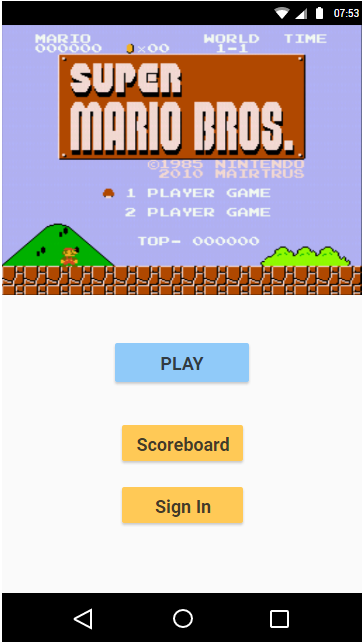 07:53
MARIO WORLD TIME
000000 ×00 1-1
SUPER
MARIO BROS.
©1985 NINTENDO
2010 MAIRTRUS
1 PLAYER GAME
2 PLAYER GAME
TOP- 000000
PLAY
Scoreboard
Sign In